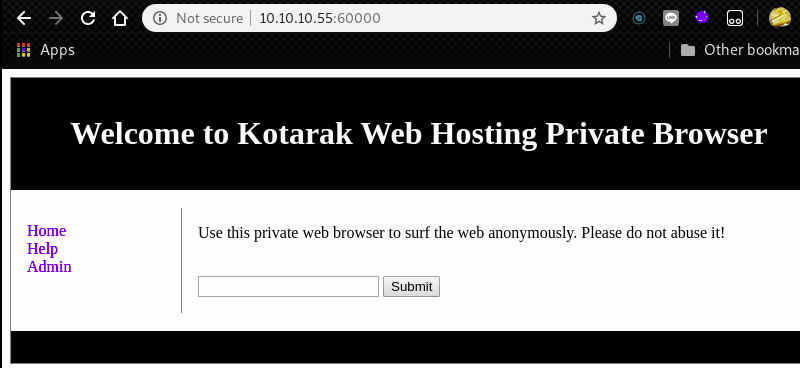 Not secure | 10.10.10.55:60000
Apps
Other bookma
Welcome to Kotarak Web Hosting Private Browser
Home
Help
Admin
Use this private web browser to surf the web anonymously. Please do not abuse it!
Submit